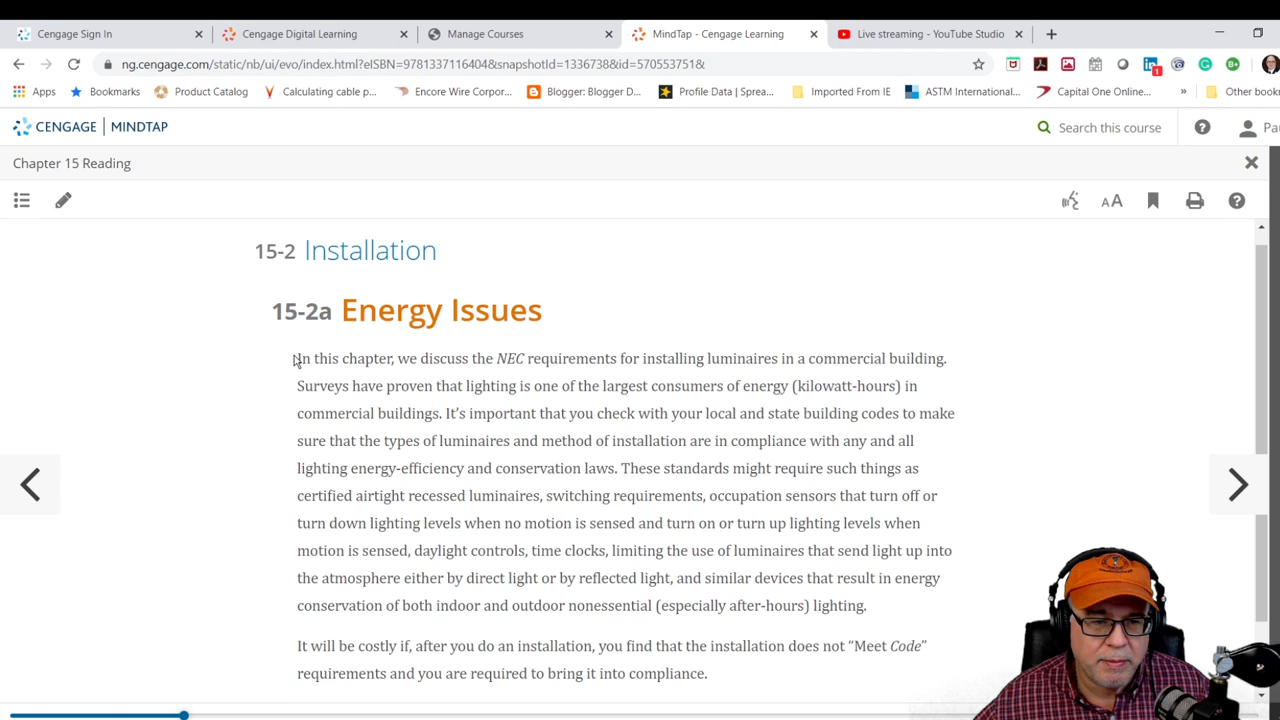 Cengage Sign In
Cengage Digital Learning
Manage Courses
MindTap - Cengage Learning
Live streaming - YouTube Studio
ng.cengage.com/static/nb/ui/evo/index.html?eISBN=9781337116404&snapshotId=1336738&id=570553751&
1
Apps
Bookmarks
Product Catalog
Calculating cable p...
Encore Wire Corpor...
Blogger: Blogger D...
Profile Data | Sprea...
Imported From IE
ASTM International...
Capital One Online...
»
Other bookr
CENGAGE | MINDTAP
Search this course
Pau
Chapter 15 Reading
AA
15-2 Installation
15-2a Energy Issues
In this chapter, we discuss the NEC requirements for installing luminaires in a commercial building.
Surveys have proven that lighting is one of the largest consumers of energy (kilowatt-hours) in
commercial buildings. It's important that you check with your local and state building codes to make
sure that the types of luminaires and method of installation are in compliance with any and all
lighting energy-efficiency and conservation laws. These standards might require such things as
certified airtight recessed luminaires, switching requirements, occupation sensors that turn off or
turn down lighting levels when no motion is sensed and turn on or turn up lighting levels when
motion is sensed, daylight controls, time clocks, limiting the use of luminaires that send light up into
the atmosphere either by direct light or by reflected light, and similar devices that result in energy
conservation of both indoor and outdoor nonessential (especially after-hours) lighting.
It will be costly if, after you do an installation, you find that the installation does not “Meet Code”
requirements and you are required to bring it into compliance.